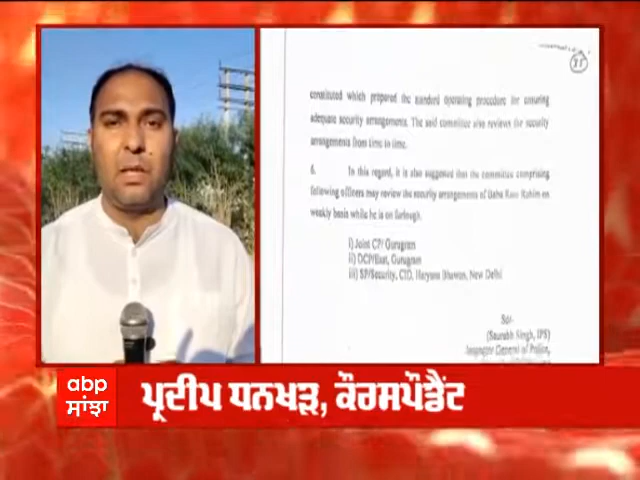 constituted which prepared the standard operating procedure for ensuring
adequate security arrangements. The said committee also reviews the security
arrangements from time to time.
6. In this regard, it is also suggested that the committee comprising
following officers may review the security arrangements of Baba Ram Rahim on
weekly basis while he is on furlough.
i) Joint CP/ Gurugram
ii) DCP/East, Gurugram
iii) SP/Security, CID, Haryana Bhawan, New Delhi
Sd/-
(Saurabh Singh, IPS)
Inspector General of Police,
abp
ਸਾਂਝਾ
ਪ੍ਰਦੀਪ ਧਨਖੜ, ਕੌਰਸਪੌਡੈਂਟ